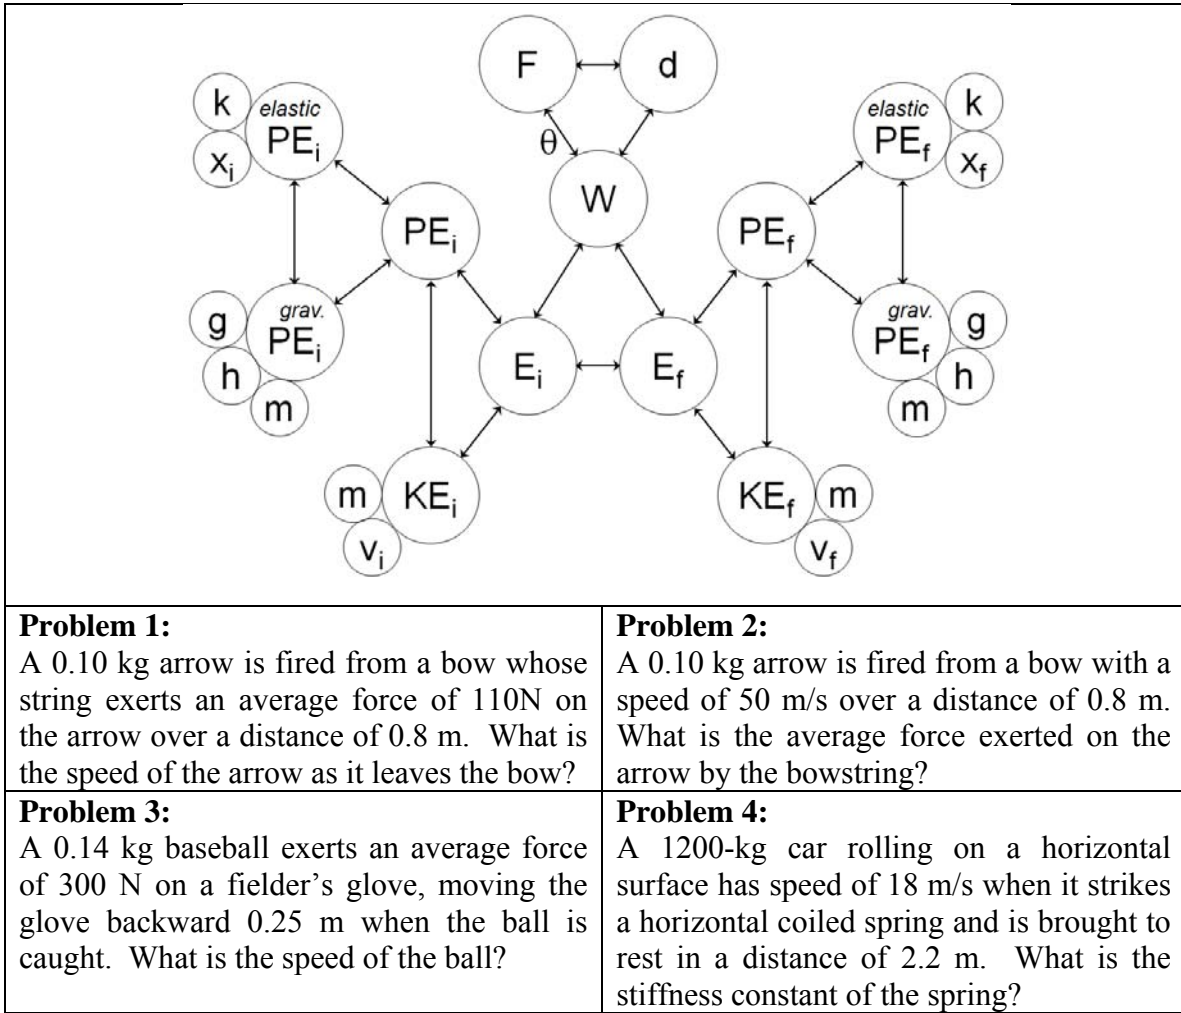 F d
k elastic PEi xi
elastic PEf k xf
θ
W
PEi PEf
g grav. PEi h m
grav. PEf g h m
Ei Ef
m KEi vi
KEf m vf
Problem 1:
A 0.10 kg arrow is fired from a bow whose
string exerts an average force of 110N on
the arrow over a distance of 0.8 m. What is
the speed of the arrow as it leaves the bow?
Problem 2:
A 0.10 kg arrow is fired from a bow with a
speed of 50 m/s over a distance of 0.8 m.
What is the average force exerted on the
arrow by the bowstring?
Problem 3:
A 0.14 kg baseball exerts an average force
of 300 N on a fielder’s glove, moving the
glove backward 0.25 m when the ball is
caught. What is the speed of the ball?
Problem 4:
A 1200-kg car rolling on a horizontal
surface has speed of 18 m/s when it strikes
a horizontal coiled spring and is brought to
rest in a distance of 2.2 m. What is the
stiffness constant of the spring?